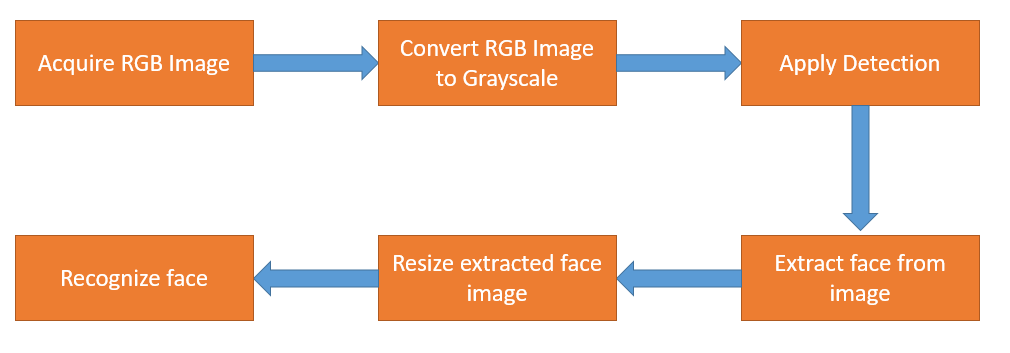 Acquire RGB Image
Convert RGB Image
to Grayscale
Apply Detection
Extract face from
image
Resize extracted face
image
Recognize face